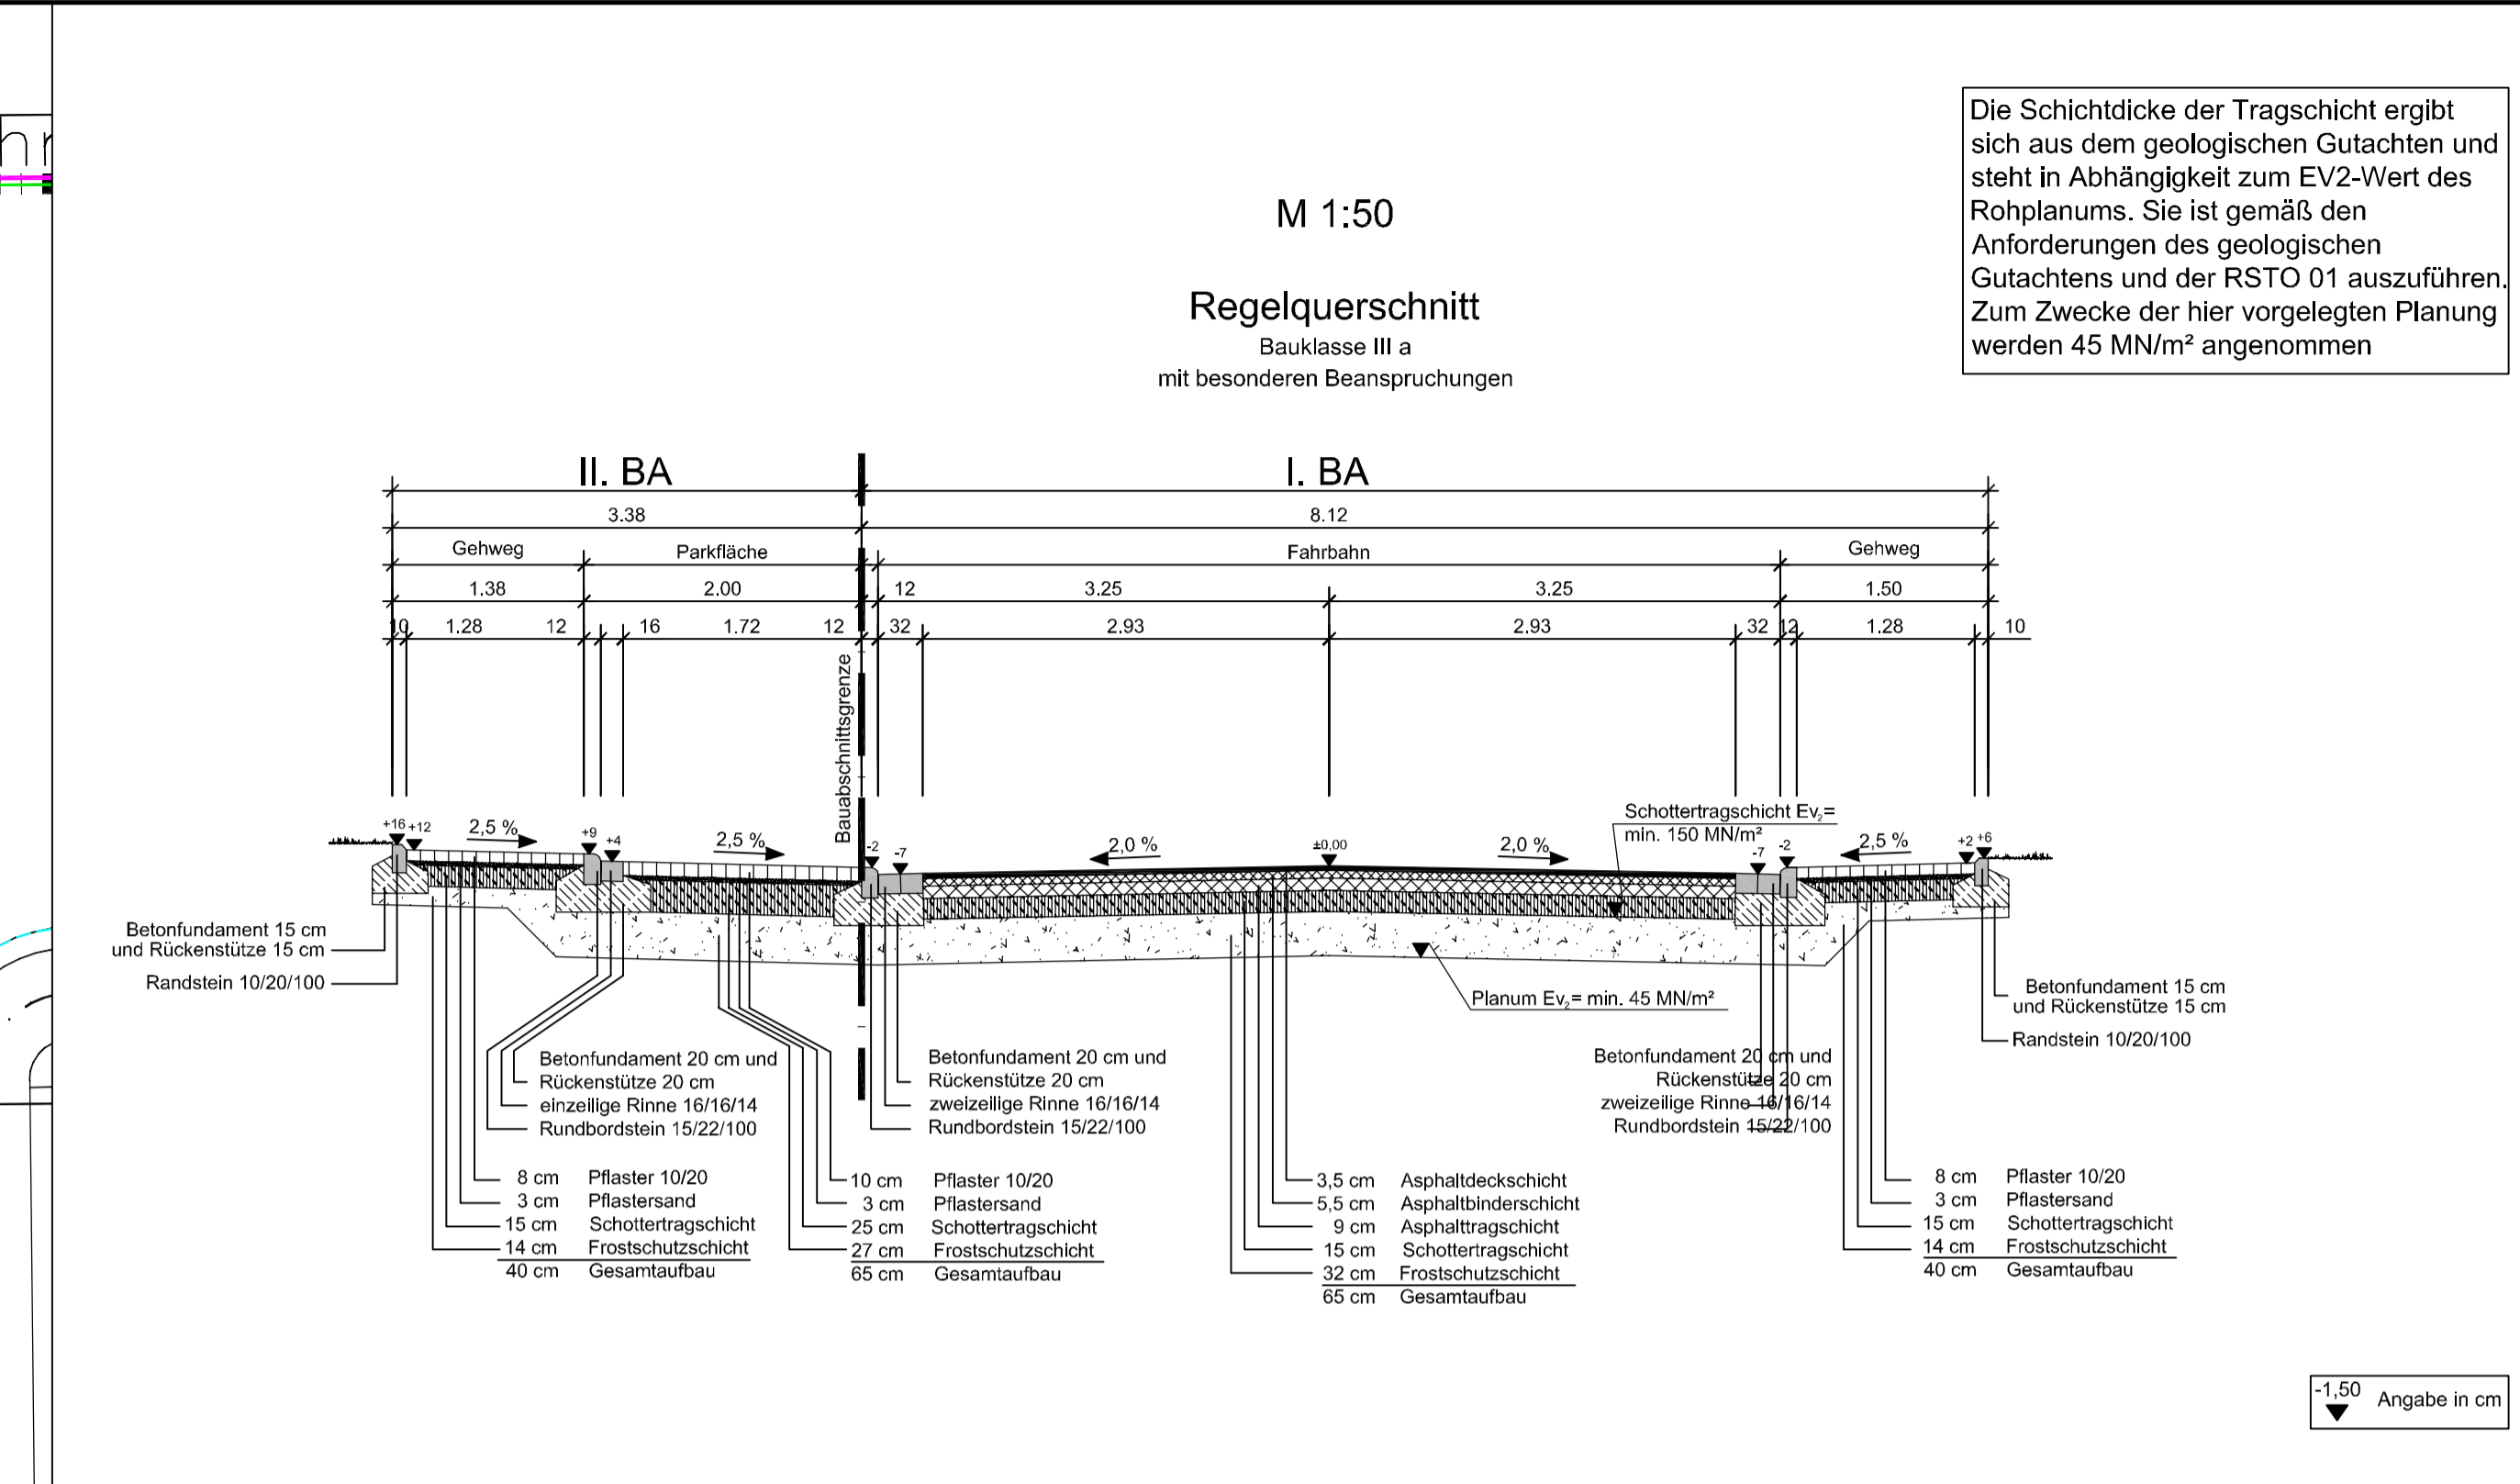 Die Schichtdicke der Tragschicht ergibt
sich aus dem geologischen Gutachten und
steht in Abhängigkeit zum EV2-Wert des
Rohplanums. Sie ist gemäß den
Anforderungen des geologischen
Gutachtens und der RSTO 01 auszuführen.
Zum Zwecke der hier vorgelegten Planung
werden 45 MN/m² angenommen
M 1:50
Regelquerschnitt
Bauklasse III a
mit besonderen Beanspruchungen
II. BA I. BA
3.38 8.12
Gehweg Parkfläche Fahrbahn Gehweg
1.38 2.00 12 3.25 3.25 1.50
10 1.28 12 16 1.72 12 32 2.93 2.93 32 12 1.28 10
Bauabschnittsgrenze
Schottertragschicht Ev₂=
min. 150 MN/m²
+16 +12 2,5 % +9 +4 2,5 % -2 -7 2,0 % ±0,00 2,0 % -7 -2 2,5 % +2 +6
Betonfundament 15 cm
und Rückenstütze 15 cm
Randstein 10/20/100
Planum Ev₂= min. 45 MN/m²
Betonfundament 15 cm
und Rückenstütze 15 cm
Randstein 10/20/100
Betonfundament 20 cm und
Rückenstütze 20 cm
einzeilige Rinne 16/16/14
Rundbordstein 15/22/100
Betonfundament 20 cm und
Rückenstütze 20 cm
zweizeilige Rinne 16/16/14
Rundbordstein 15/22/100
Betonfundament 20 cm und
Rückenstütze 20 cm
zweizeilige Rinne 16/16/14
Rundbordstein 15/22/100
8 cm Pflaster 10/20
3 cm Pflastersand
15 cm Schottertragschicht
14 cm Frostschutzschicht
40 cm Gesamtaufbau
10 cm Pflaster 10/20
3 cm Pflastersand
25 cm Schottertragschicht
27 cm Frostschutzschicht
65 cm Gesamtaufbau
3,5 cm Asphaltdeckschicht
5,5 cm Asphaltbinderschicht
9 cm Asphalttragschicht
15 cm Schottertragschicht
32 cm Frostschutzschicht
65 cm Gesamtaufbau
8 cm Pflaster 10/20
3 cm Pflastersand
15 cm Schottertragschicht
14 cm Frostschutzschicht
40 cm Gesamtaufbau
-1,50 Angabe in cm